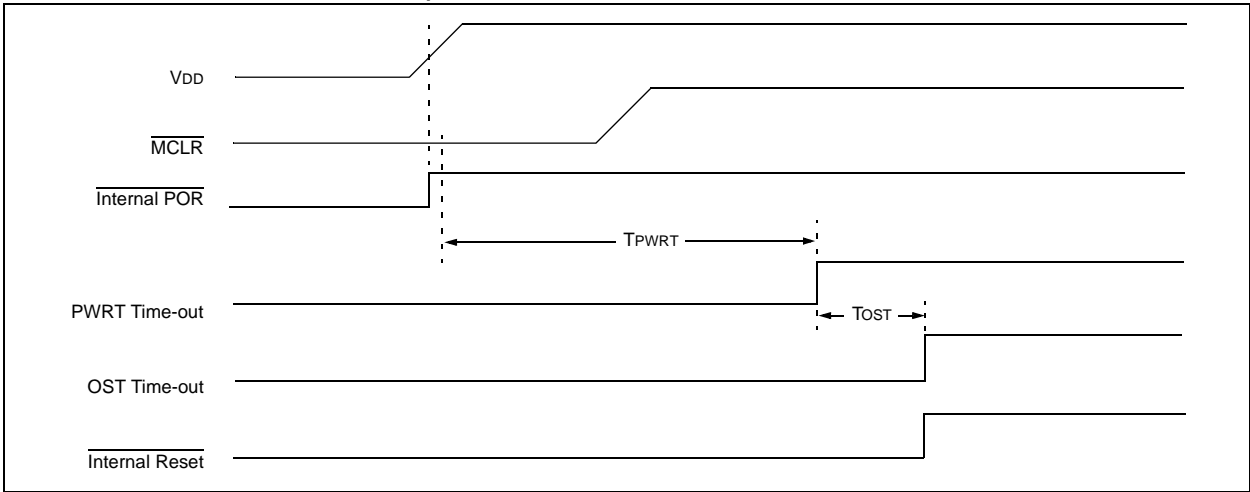 VDD
MCLR
Internal POR
TPWRT
PWRT Time-out
TOST
OST Time-out
Internal Reset